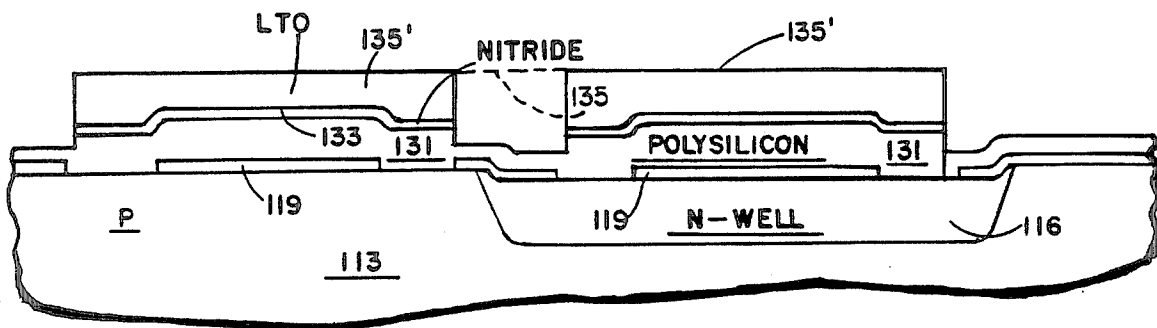 LTO
135'
NITRIDE
135'
135
133
131
POLYSILICON
131
119
119
P
N-WELL
116
113